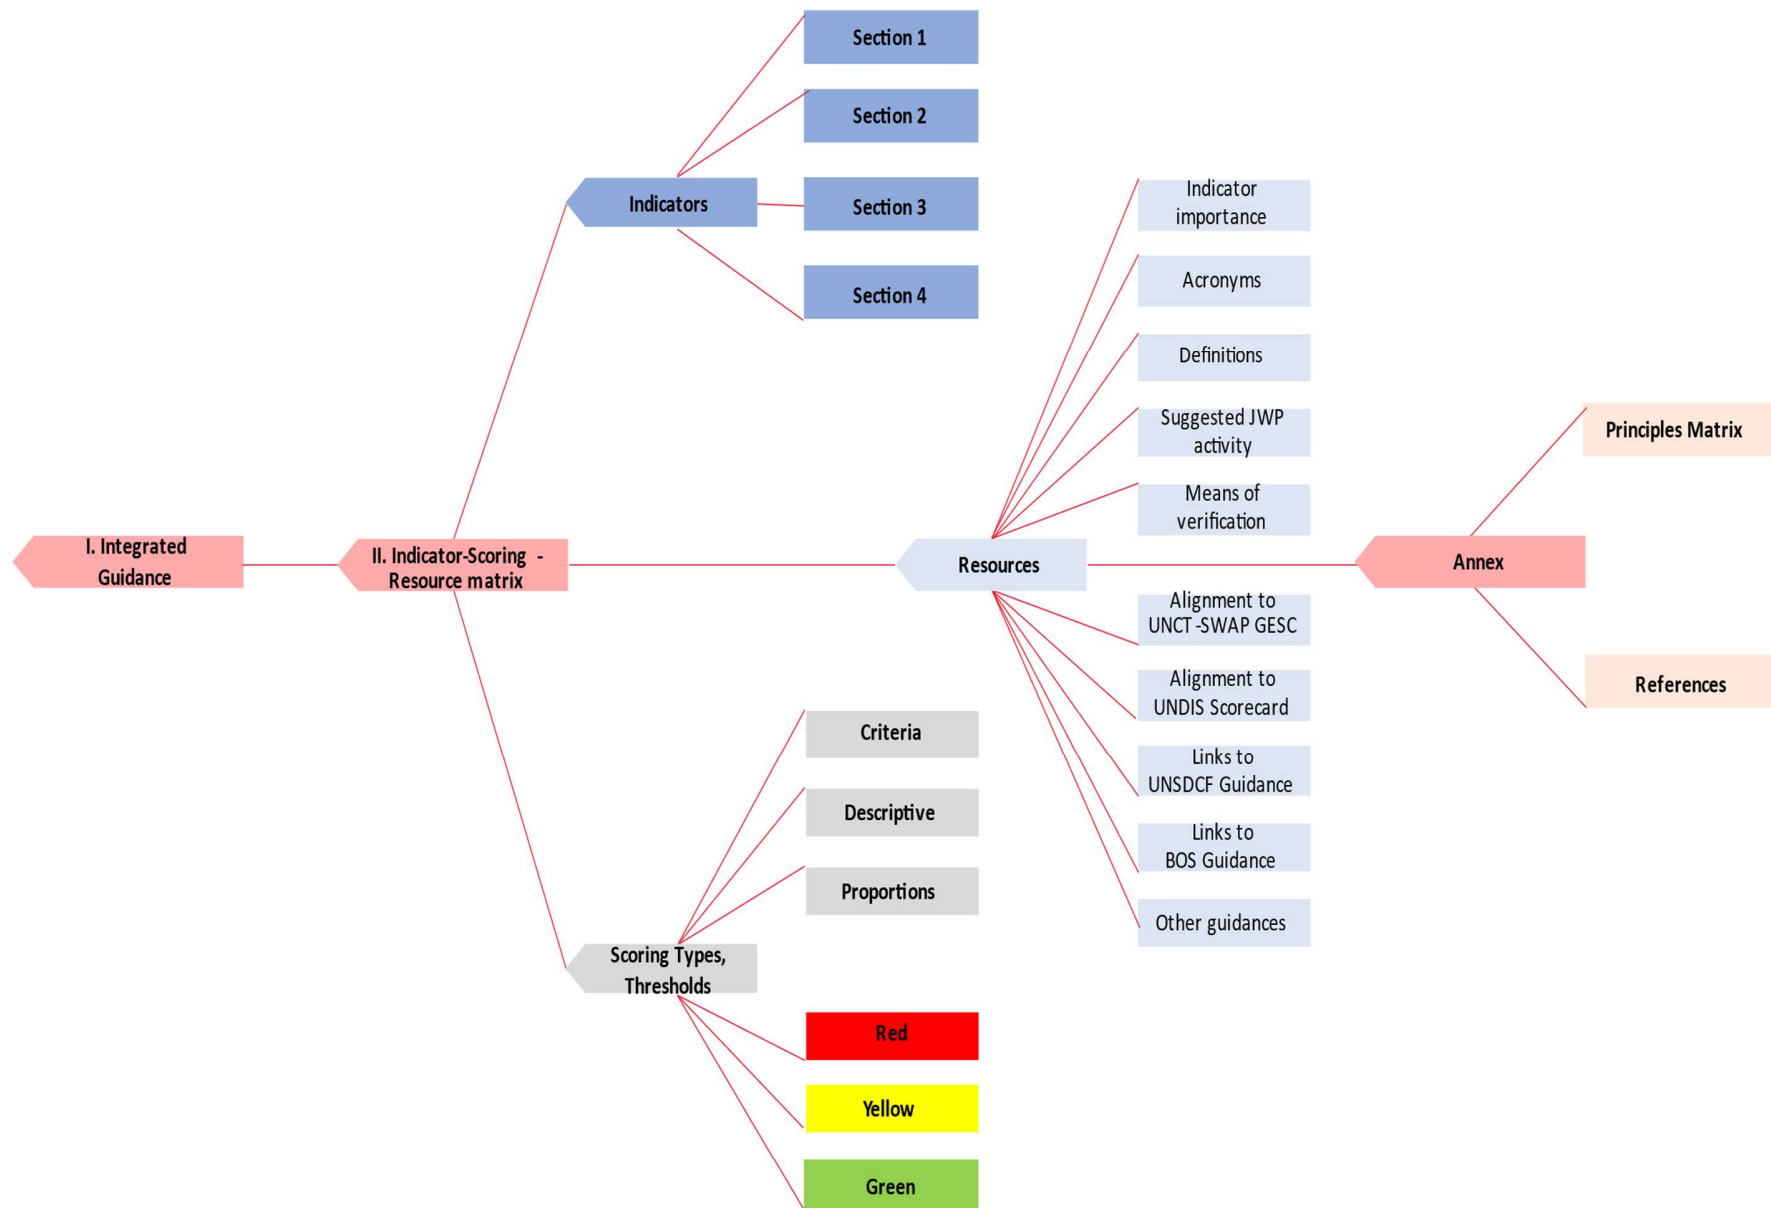 Section 1
Section 2
Section 3
Section 4
Indicators
I. Integrated
Guidance
II. Indicator-Scoring -
Resource matrix
Scoring Types,
Thresholds
Criteria
Descriptive
Proportions
Red
Yellow
Green
Resources
Indicator
importance
Acronyms
Definitions
Suggested JWP
activity
Means of
verification
Alignment to
UNCT-SWAP GESC
Alignment to
UNDIS Scorecard
Links to
UNSDCF Guidance
Links to
BOS Guidance
Other guidances
Annex
Principles Matrix
References